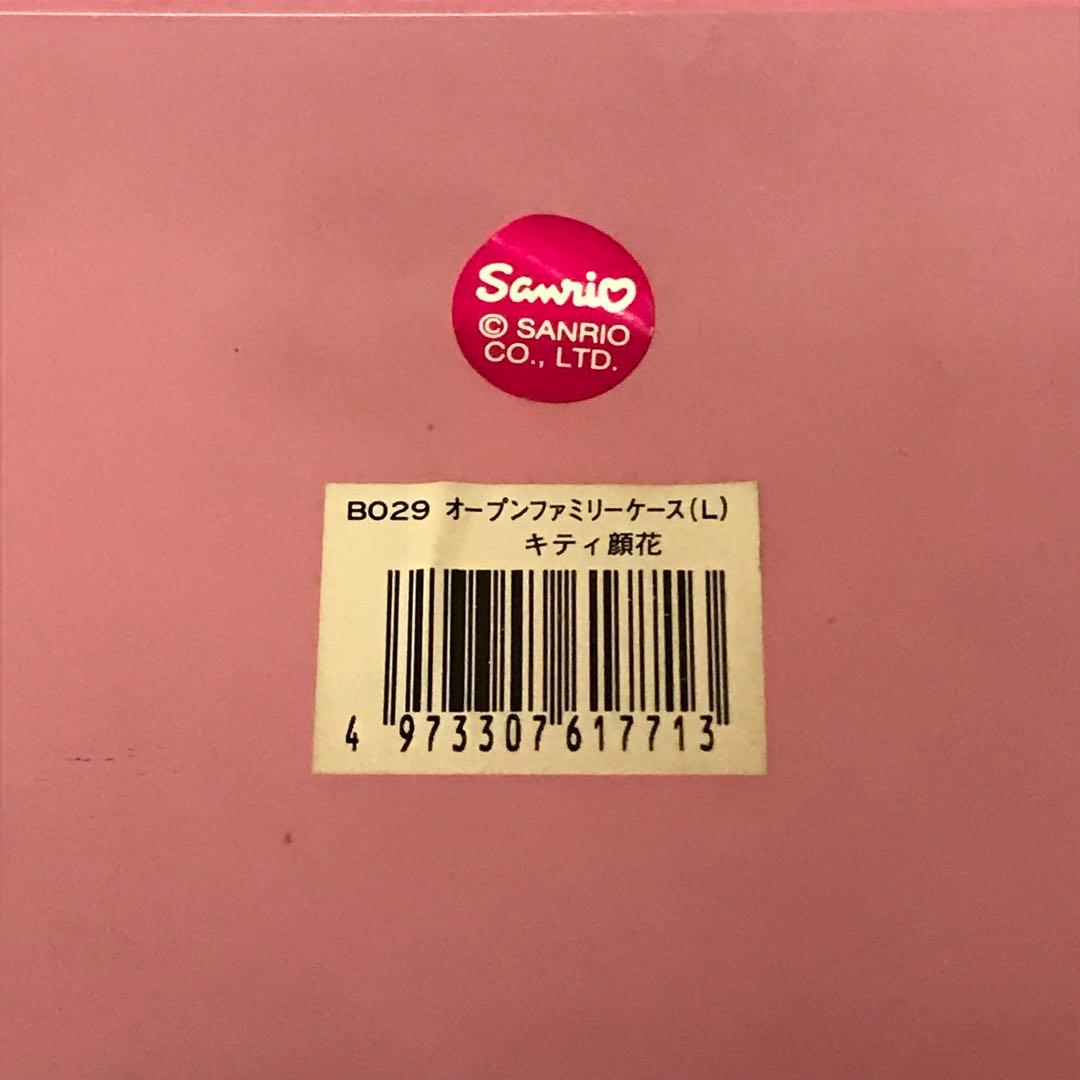 Sanrio
© SANRIO
CO., LTD.
B029 オープンファミリーケース(L)
キティ顔花
4 973307 617713